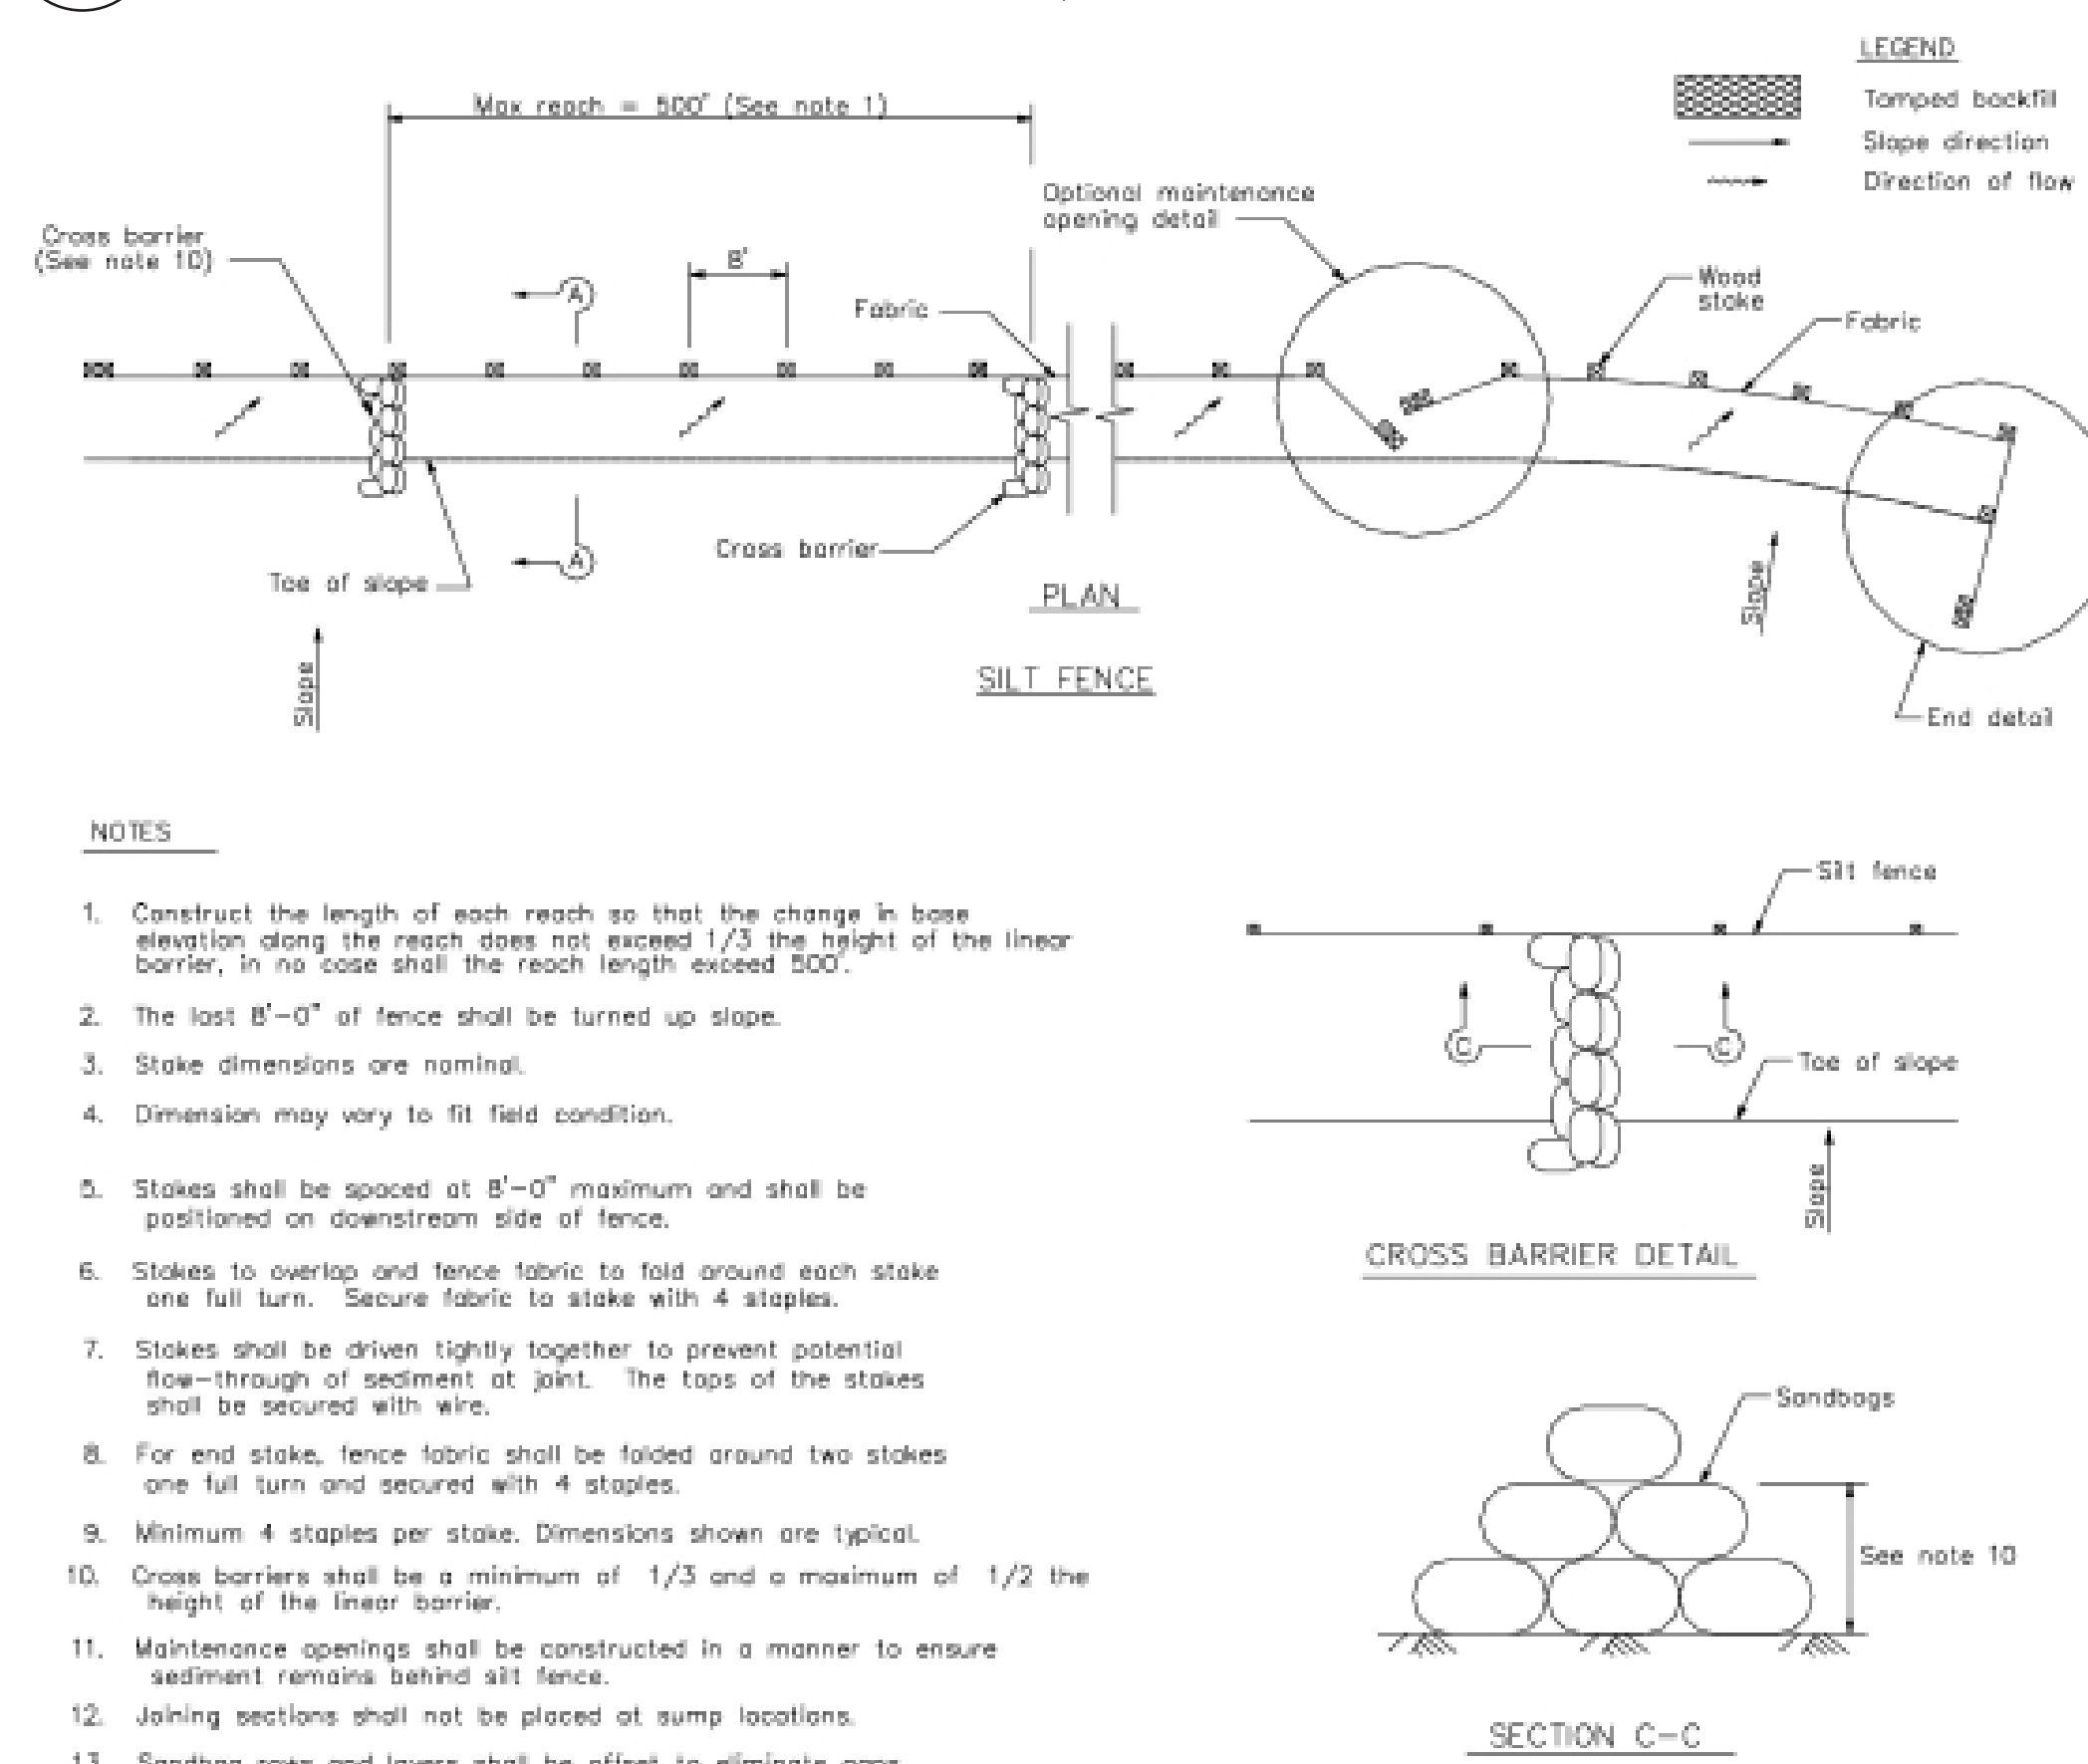 LEGEND
Tamped backfill
Slope direction
Direction of flow
Max reach = 500' (See note 1)
Optional maintenance
opening detail
Cross barrier
(See note 10)
8'
A
Fabric
Wood
stake
Fabric
Cross barrier
A
Toe of slope
PLAN
Slope
Slope
SILT FENCE
End detail
NOTES
1. Construct the length of each reach so that the change in base
elevation along the reach does not exceed 1/3 the height of the linear
barrier, in no case shall the reach length exceed 500'.
2. The last 8'-0" of fence shall be turned up slope.
3. Stake dimensions are nominal.
4. Dimension may vary to fit field condition.
5. Stakes shall be spaced at 8'-0" maximum and shall be
positioned on downstream side of fence.
6. Stakes to overlap and fence fabric to fold around each stake
one full turn. Secure fabric to stake with 4 staples.
7. Stakes shall be driven tightly together to prevent potential
flow-through of sediment at joint. The tops of the stakes
shall be secured with wire.
8. For end stake, fence fabric shall be folded around two stakes
one full turn and secured with 4 staples.
9. Minimum 4 staples per stake. Dimensions shown are typical.
10. Cross barriers shall be a minimum of 1/3 and a maximum of 1/2 the
height of the linear barrier.
11. Maintenance openings shall be constructed in a manner to ensure
sediment remains behind silt fence.
12. Joining sections shall not be placed at sump locations.
13. Sandbag rows and layers shall be offset to eliminate gaps.
Silt fence
C
C
Toe of slope
Slope
CROSS BARRIER DETAIL
Sandbags
See note 10
SECTION C-C